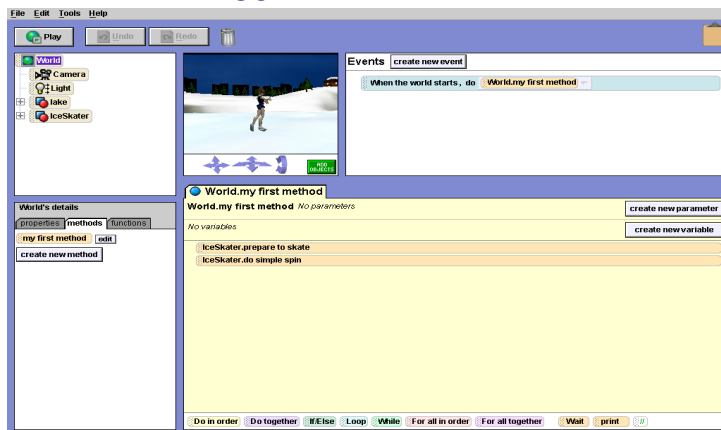 File Edit Tools Help
Play Undo Redo
World
Camera
Light
lake
IceSkater
ADD OBJECTS
Events create new event
When the world starts, do World.my first method
World's details
properties methods functions
my first method edit
create new method
World.my first method
World.my first method No parameters create new parameter
No variables create new variable
IceSkater.prepare to skate
IceSkater.do simple spin
Do in order Do together If/Else Loop While For all in order For all together Wait print //